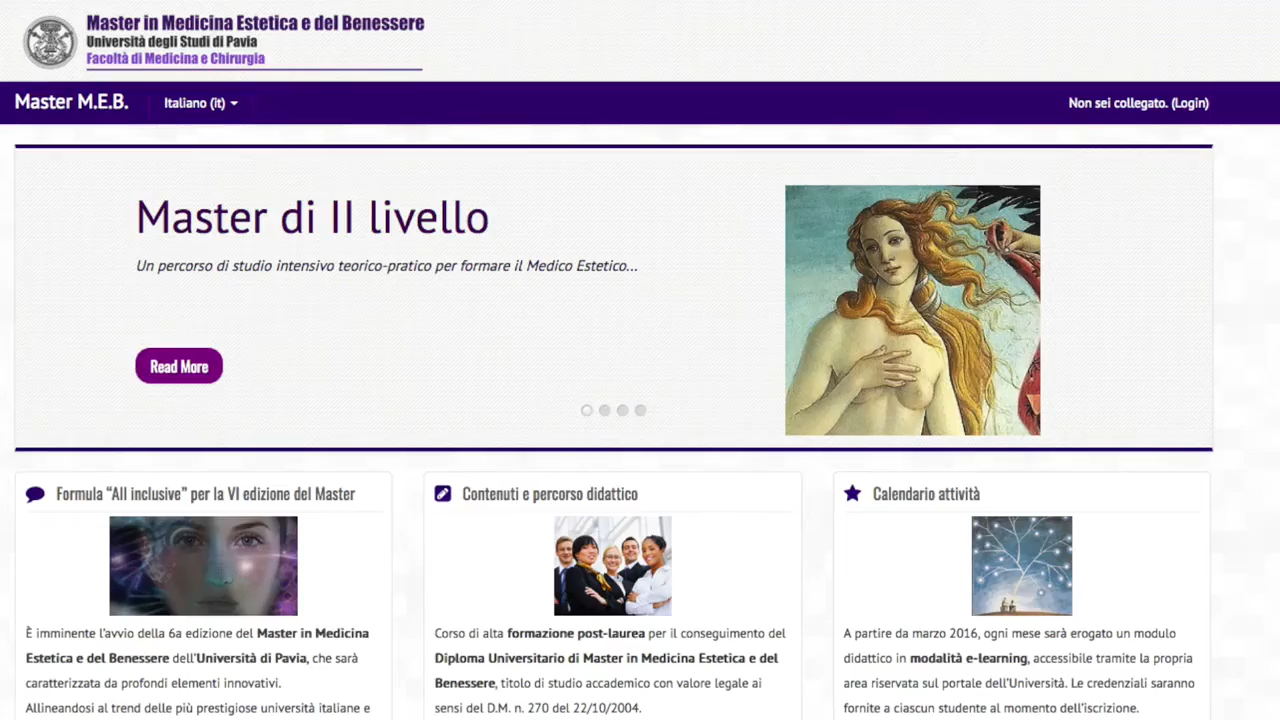 Master in Medicina Estetica e del Benessere
Università degli Studi di Pavia
Facoltà di Medicina e Chirurgia
Master M.E.B.
Italiano (it)
Non sei collegato. (Login)
Master di II livello
Un percorso di studio intensivo teorico-pratico per formare il Medico Estetico...
Read More
Formula “All inclusive” per la VI edizione del Master
È imminente l’avvio della 6a edizione del Master in Medicina
Estetica e del Benessere dell’Università di Pavia, che sarà
caratterizzata da profondi elementi innovativi.
Allineandosi al trend delle più prestigiose università italiane e
Contenuti e percorso didattico
Corso di alta formazione post-laurea per il conseguimento del
Diploma Universitario di Master in Medicina Estetica e del
Benessere, titolo di studio accademico con valore legale ai
sensi del D.M. n. 270 del 22/10/2004.
Calendario attività
A partire da marzo 2016, ogni mese sarà erogato un modulo
didattico in modalità e-learning, accessibile tramite la propria
area riservata sul portale dell’Università. Le credenziali saranno
fornite a ciascun studente al momento dell’iscrizione.